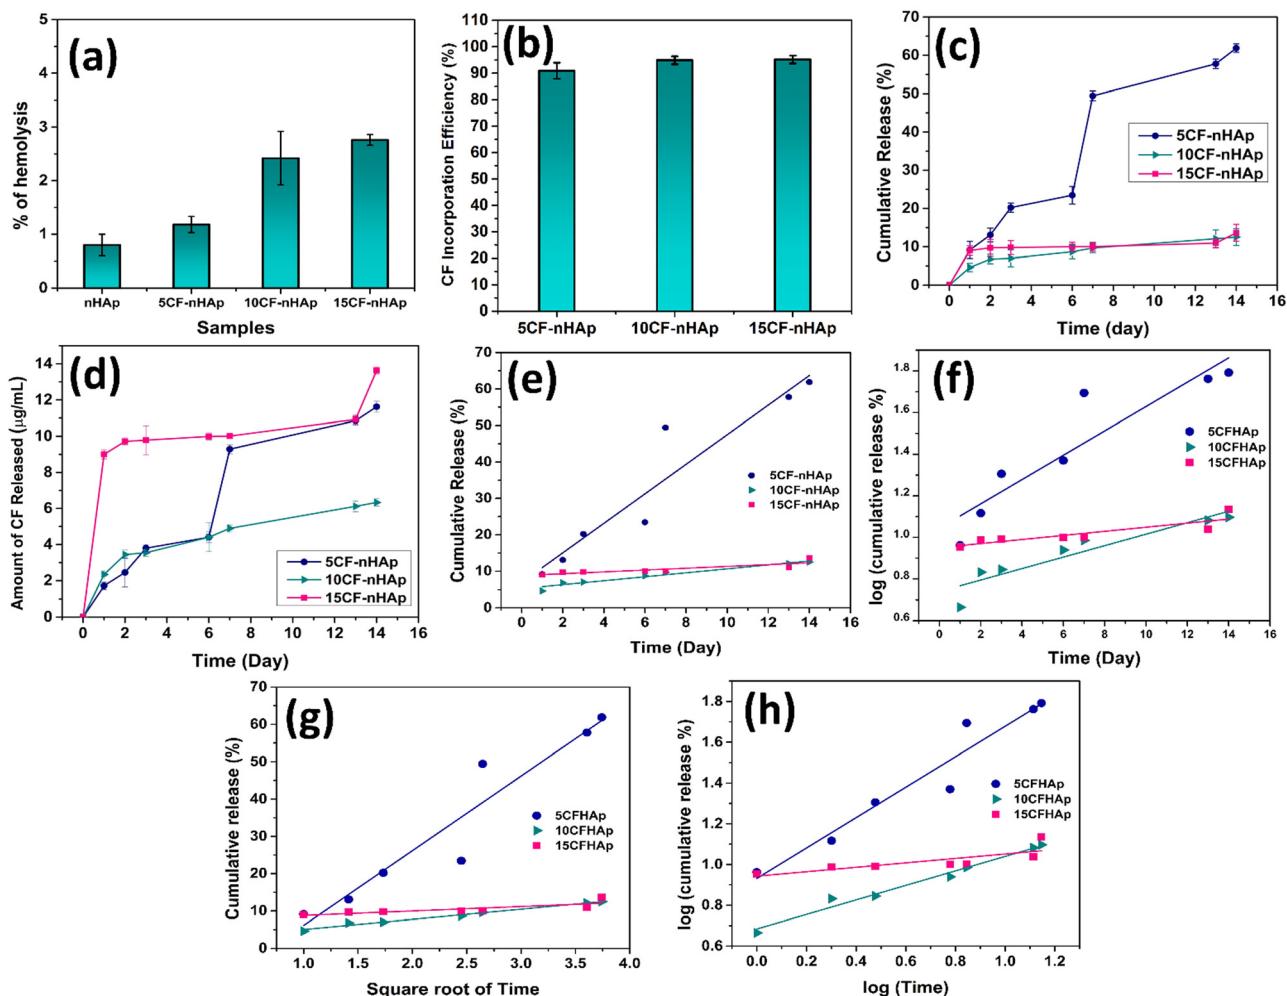 (a)
% of hemolysis
5
4
3
2
1
0
nHAp 5CF-nHAp 10CF-nHAp 15CF-nHAp
Samples
(b)
CF Incorporation Efficiency (%)
110
100
90
80
70
60
50
40
30
20
10
0
5CF-nHAp 10CF-nHAp 15CF-nHAp
(c)
Cumulative Release (%)
70
60
50
40
30
20
10
0
5CF-nHAp
10CF-nHAp
15CF-nHAp
0 2 4 6 8 10 12 14 16
Time (day)
(d)
Amount of CF Released (μg/mL)
14
12
10
8
6
4
2
0
5CF-nHAp
10CF-nHAp
15CF-nHAp
0 2 4 6 8 10 12 14 16
Time (Day)
(e)
Cumulative Release (%)
70
60
50
40
30
20
10
0
5CF-nHAp
10CF-nHAp
15CF-nHAp
0 2 4 6 8 10 12 14 16
Time (Day)
(f)
log (cumulative release %)
1.8
1.6
1.4
1.2
1.0
0.8
0.6
5CFHAp
10CFHAp
15CFHAp
0 2 4 6 8 10 12 14 16
Time (Day)
(g)
Cumulative release (%)
70
60
50
40
30
20
10
0
5CFHAp
10CFHAp
15CFHAp
1.0 1.5 2.0 2.5 3.0 3.5 4.0
Square root of Time
(h)
log (cumulative release %)
1.8
1.6
1.4
1.2
1.0
0.8
0.6
5CFHAp
10CFHAp
15CFHAp
0.0 0.2 0.4 0.6 0.8 1.0 1.2
log (Time)